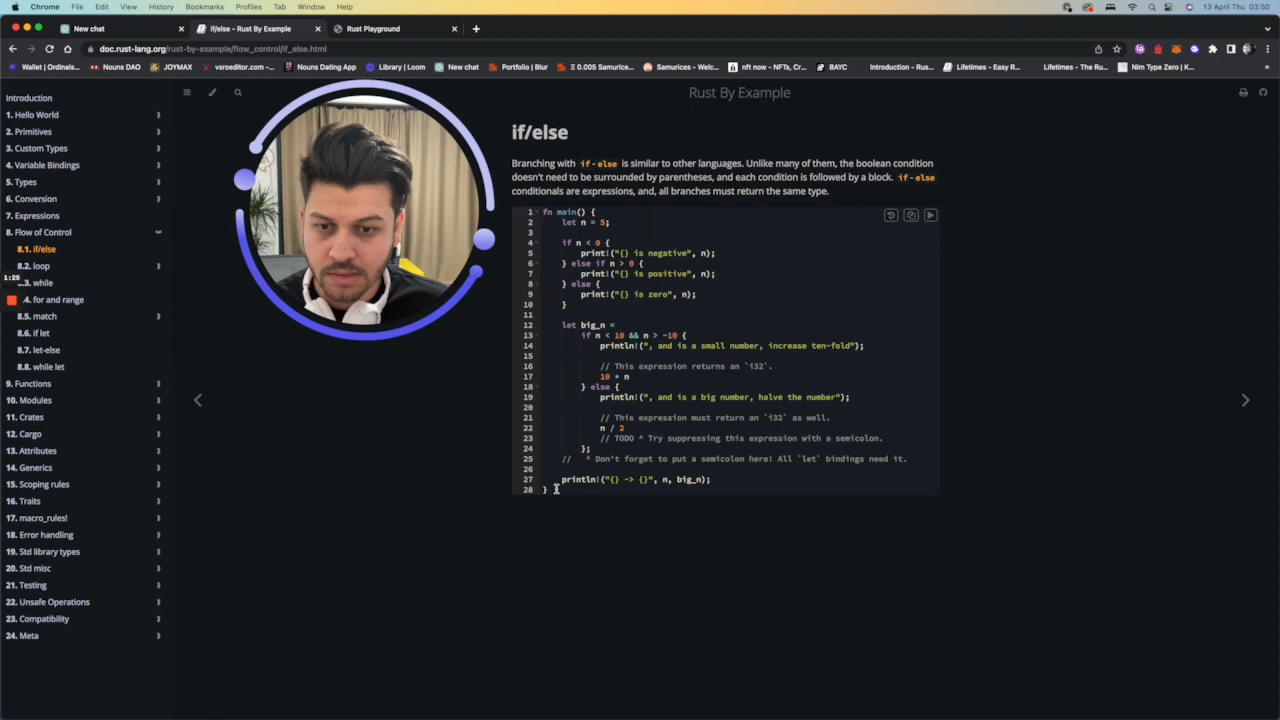 Chrome File Edit View History Bookmarks Profiles Tab Window Help 13 April Thu 03:50
New chat if/else - Rust By Example Rust Playground
doc.rust-lang.org/rust-by-example/flow_control/if_else.html
Wallet | Ordinals... Nouns DAO JOYMAX vsroeditor.com –... Nouns Dating App Library | Loom New chat Portfolio | Blur Ξ 0.005 Samurice... Samurices - Welc... nft now - NFTs, Cr... BAYC Introduction - Rus... Lifetimes - Easy R... Lifetimes - The Ru... Nim Type Zero | K... »
Rust By Example
Introduction
1. Hello World
2. Primitives
3. Custom Types
4. Variable Bindings
5. Types
6. Conversion
7. Expressions
8. Flow of Control
8.1. if/else
8.2. loop
1:25
.3. while
.4. for and range
8.5. match
8.6. if let
8.7. let-else
8.8. while let
9. Functions
10. Modules
11. Crates
12. Cargo
13. Attributes
14. Generics
15. Scoping rules
16. Traits
17. macro_rules!
18. Error handling
19. Std library types
20. Std misc
21. Testing
22. Unsafe Operations
23. Compatibility
24. Meta
if/else
Branching with if-else is similar to other languages. Unlike many of them, the boolean condition
doesn't need to be surrounded by parentheses, and each condition is followed by a block. if-else
conditionals are expressions, and, all branches must return the same type.
1 fn main() {
2 let n = 5;
3
4 if n < 0 {
5 print!("{} is negative", n);
6 } else if n > 0 {
7 print!("{} is positive", n);
8 } else {
9 print!("{} is zero", n);
10 }
11
12 let big_n =
13 if n < 10 && n > -10 {
14 println!(", and is a small number, increase ten-fold");
15
16 // This expression returns an `i32`.
17 10 * n
18 } else {
19 println!(", and is a big number, halve the number");
20
21 // This expression must return an `i32` as well.
22 n / 2
23 // TODO ^ Try suppressing this expression with a semicolon.
24 };
25 // ^ Don't forget to put a semicolon here! All `let` bindings need it.
26
27 println!("{} -> {}", n, big_n);
28 }